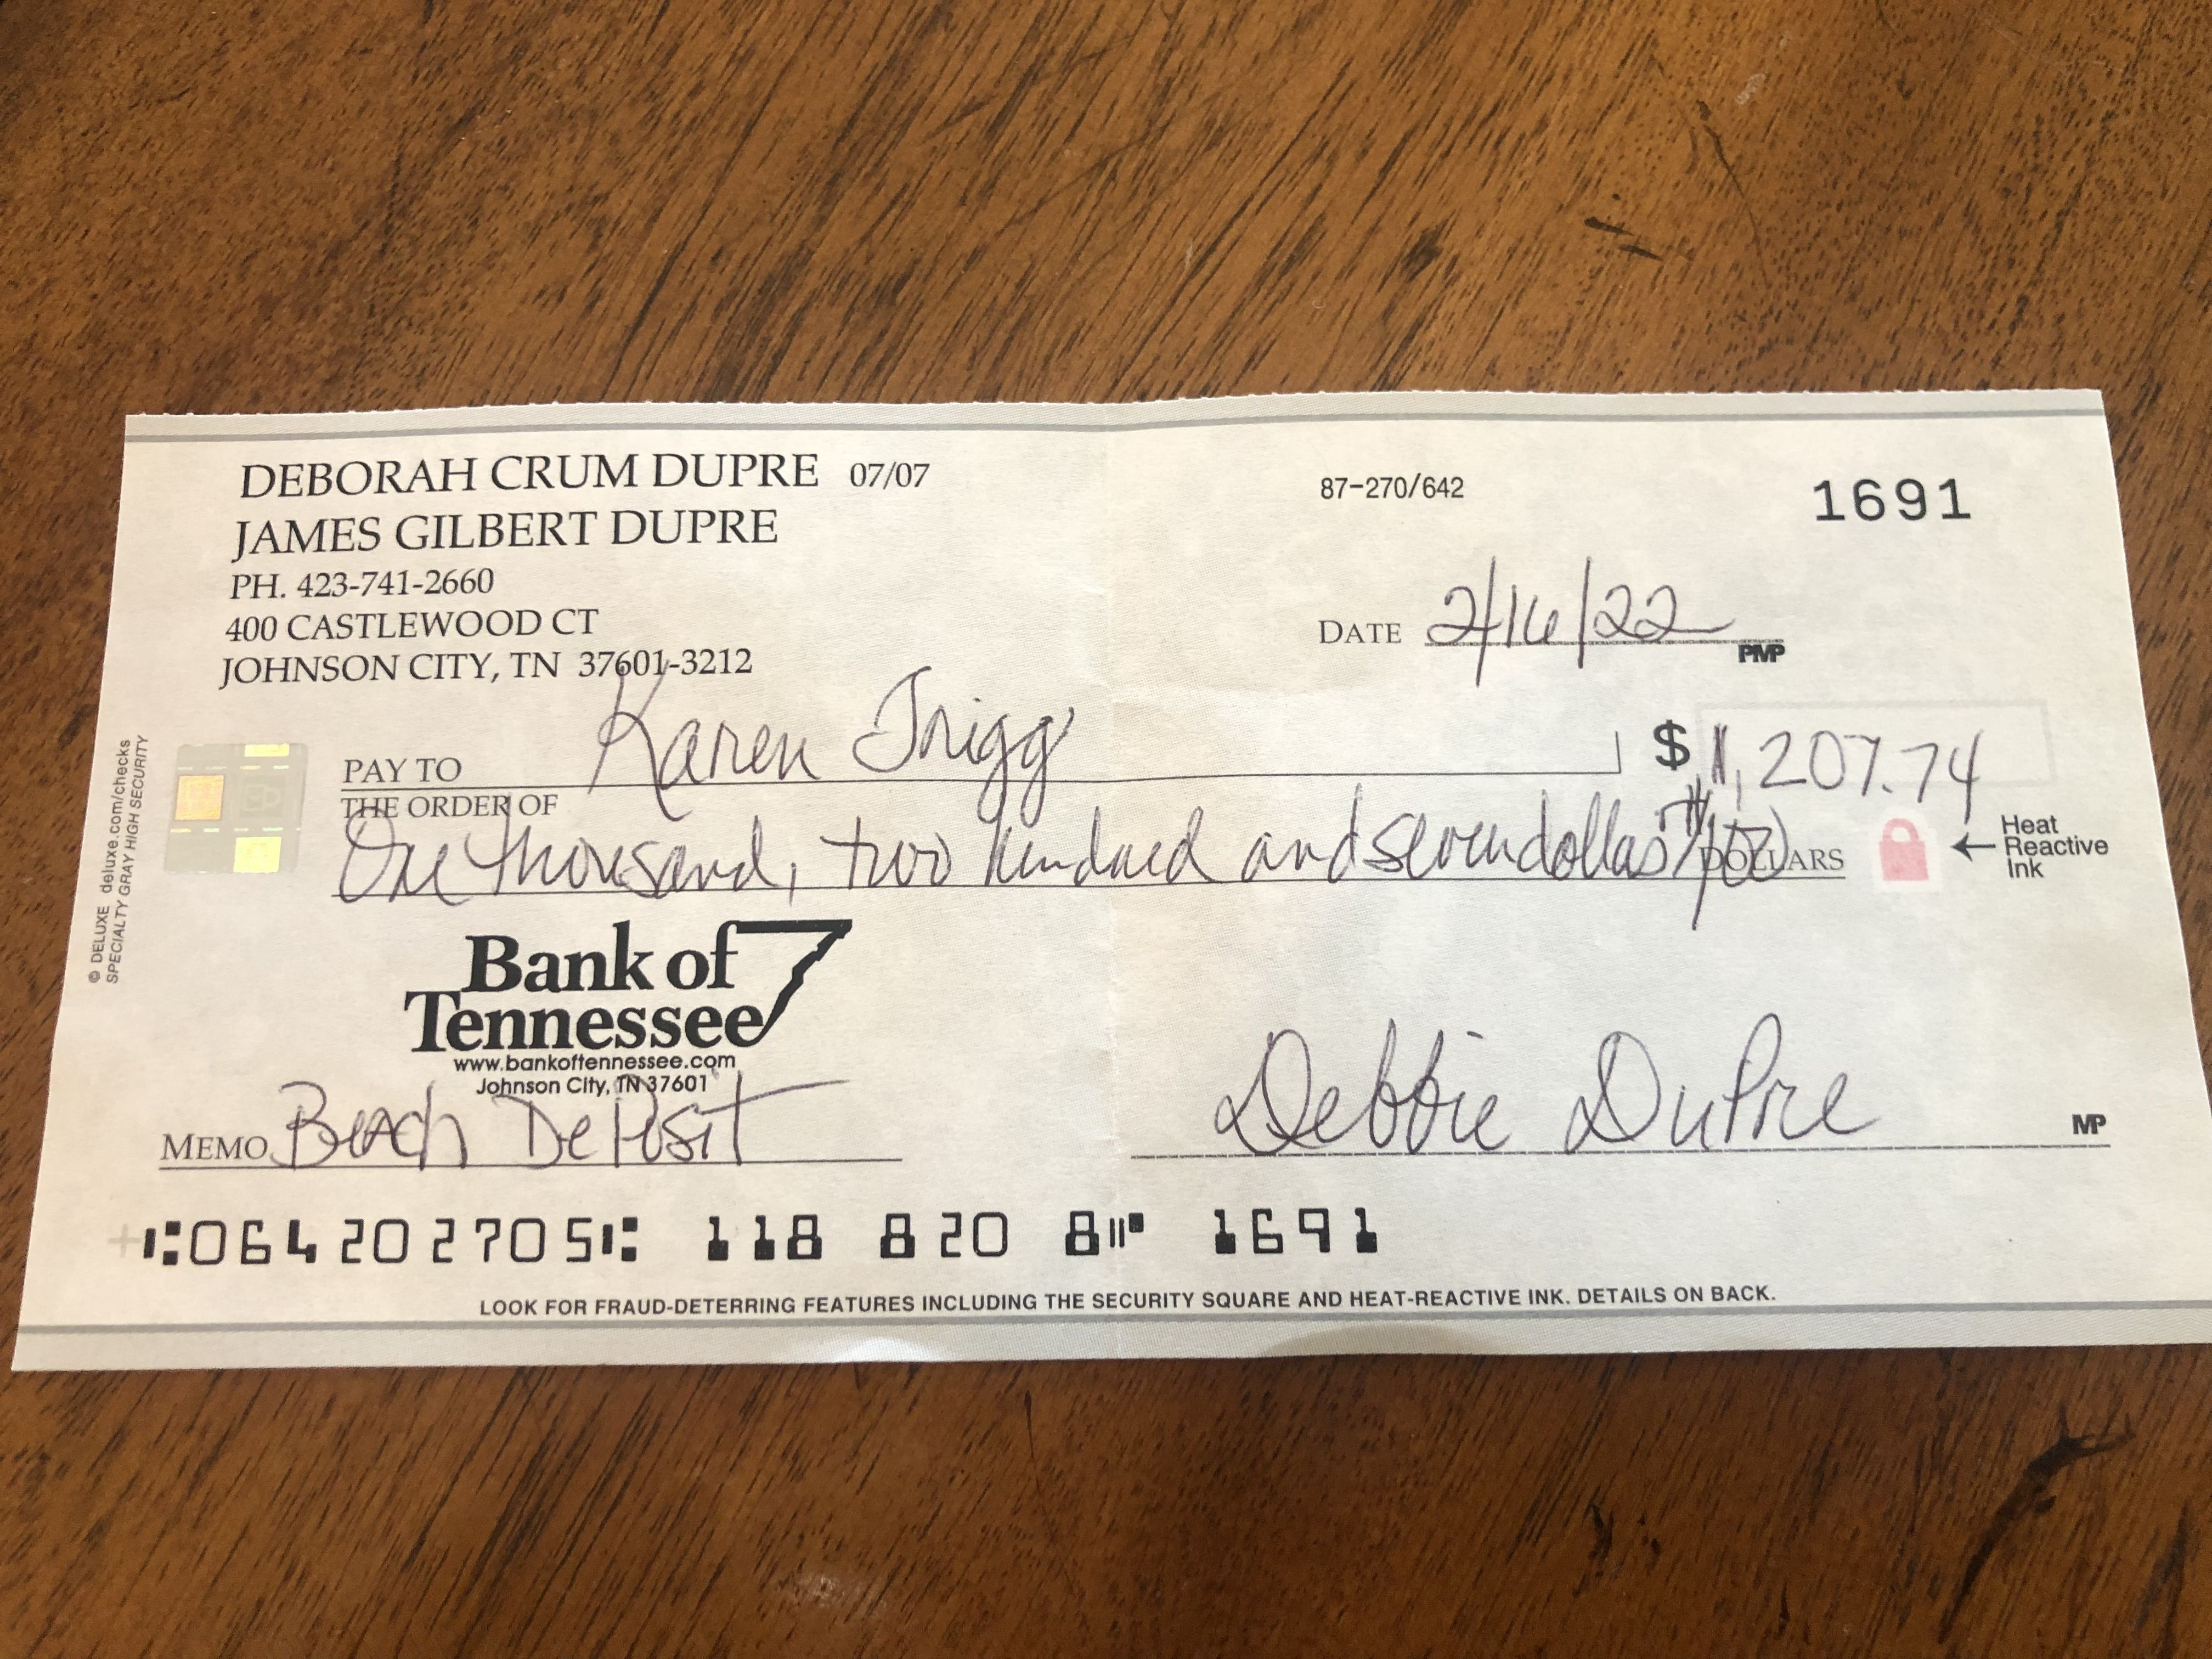 DEBORAH CRUM DUPRE 07/07
JAMES GILBERT DUPRE
PH. 423-741-2660
400 CASTLEWOOD CT
JOHNSON CITY, TN 37601-3212
87-270/642
1691
DATE 2/16/22
PMP
PAY TO THE ORDER OF Karen Trigg $ 1,207.74
One thousand, two hundred and seven dollars 74/100 DOLLARS
Heat
Reactive
Ink
© DELUXE deluxe.com/checks
SPECIALTY GRAY HIGH SECURITY
Bank of
Tennessee
www.bankoftennessee.com
Johnson City, TN 37601
MEMO Beach DePosit
Debbie DuPre
MP
⑆064202705⑆ 118 820 8⑈ 1691
LOOK FOR FRAUD-DETERRING FEATURES INCLUDING THE SECURITY SQUARE AND HEAT-REACTIVE INK. DETAILS ON BACK.